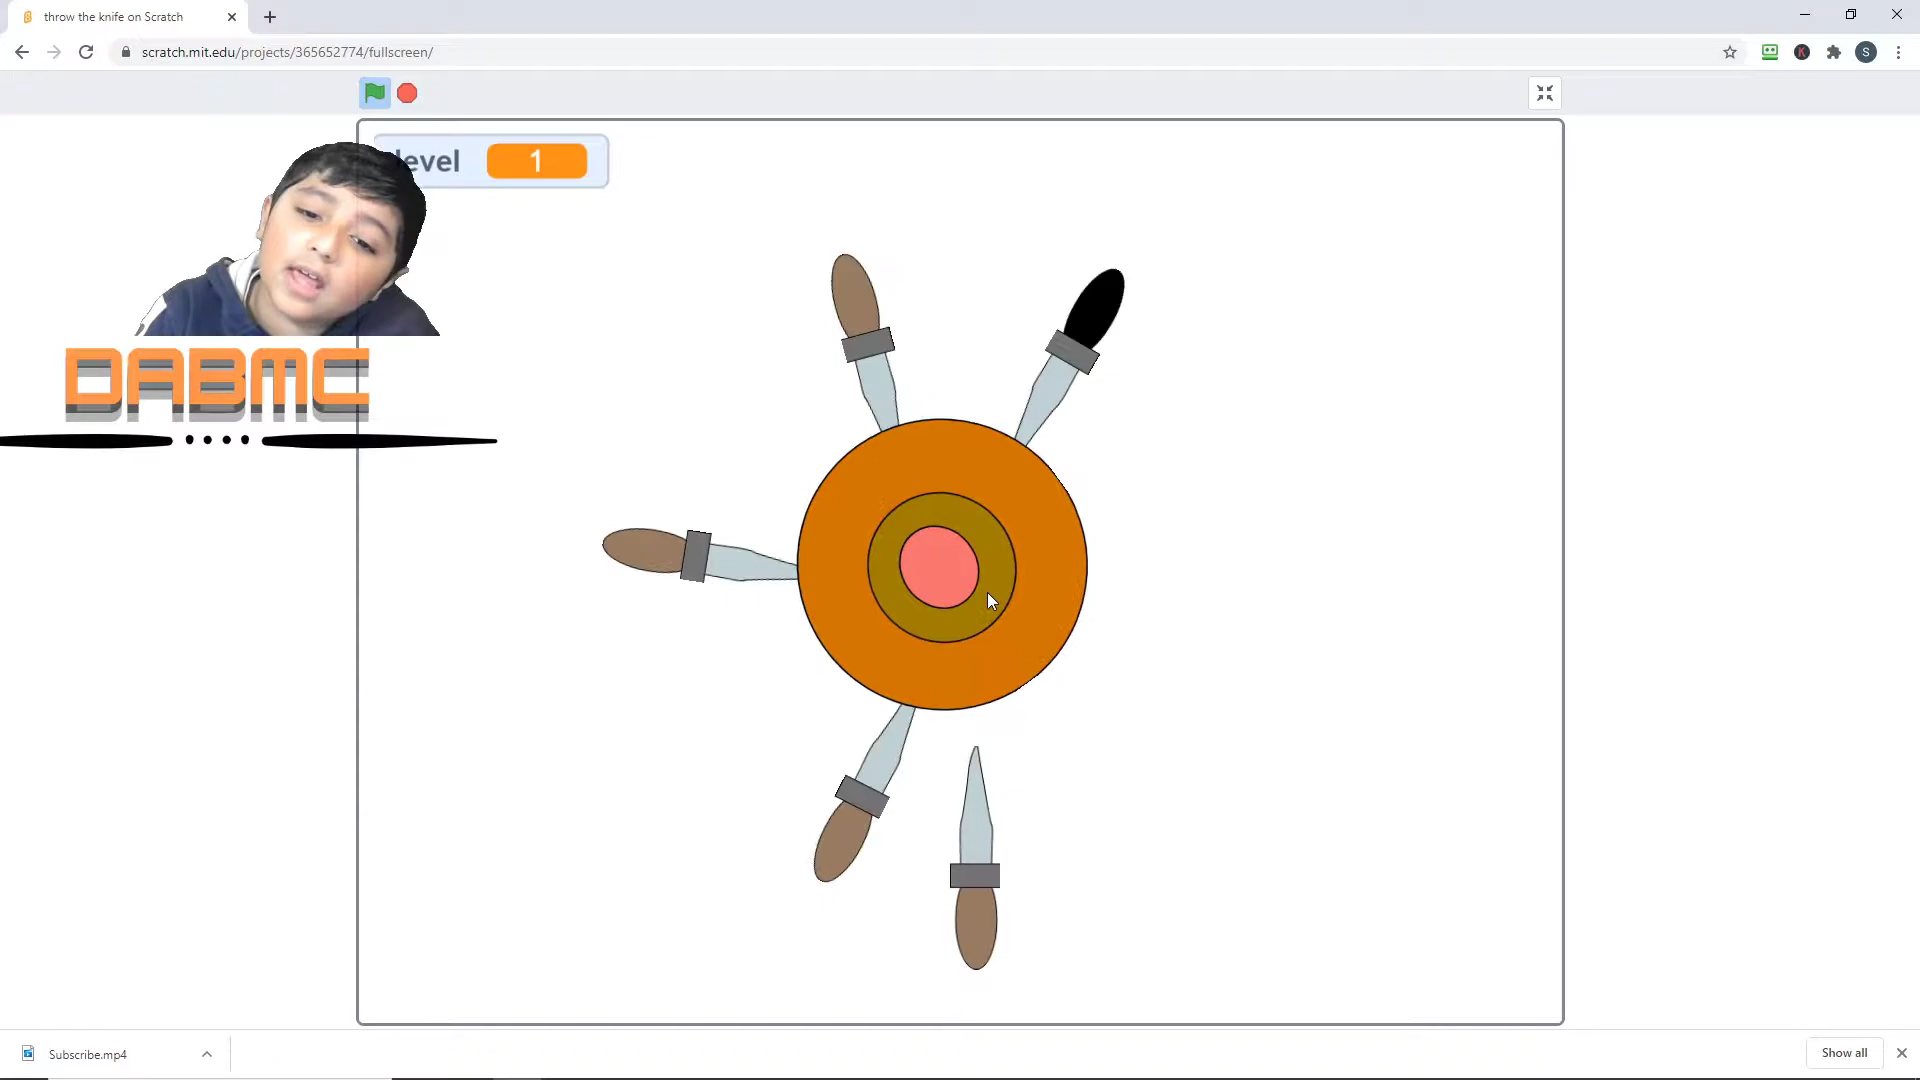 throw the knife on Scratch
scratch.mit.edu/projects/365652774/fullscreen/
K
S
level 1
DABMC
Subscribe.mp4
Show all